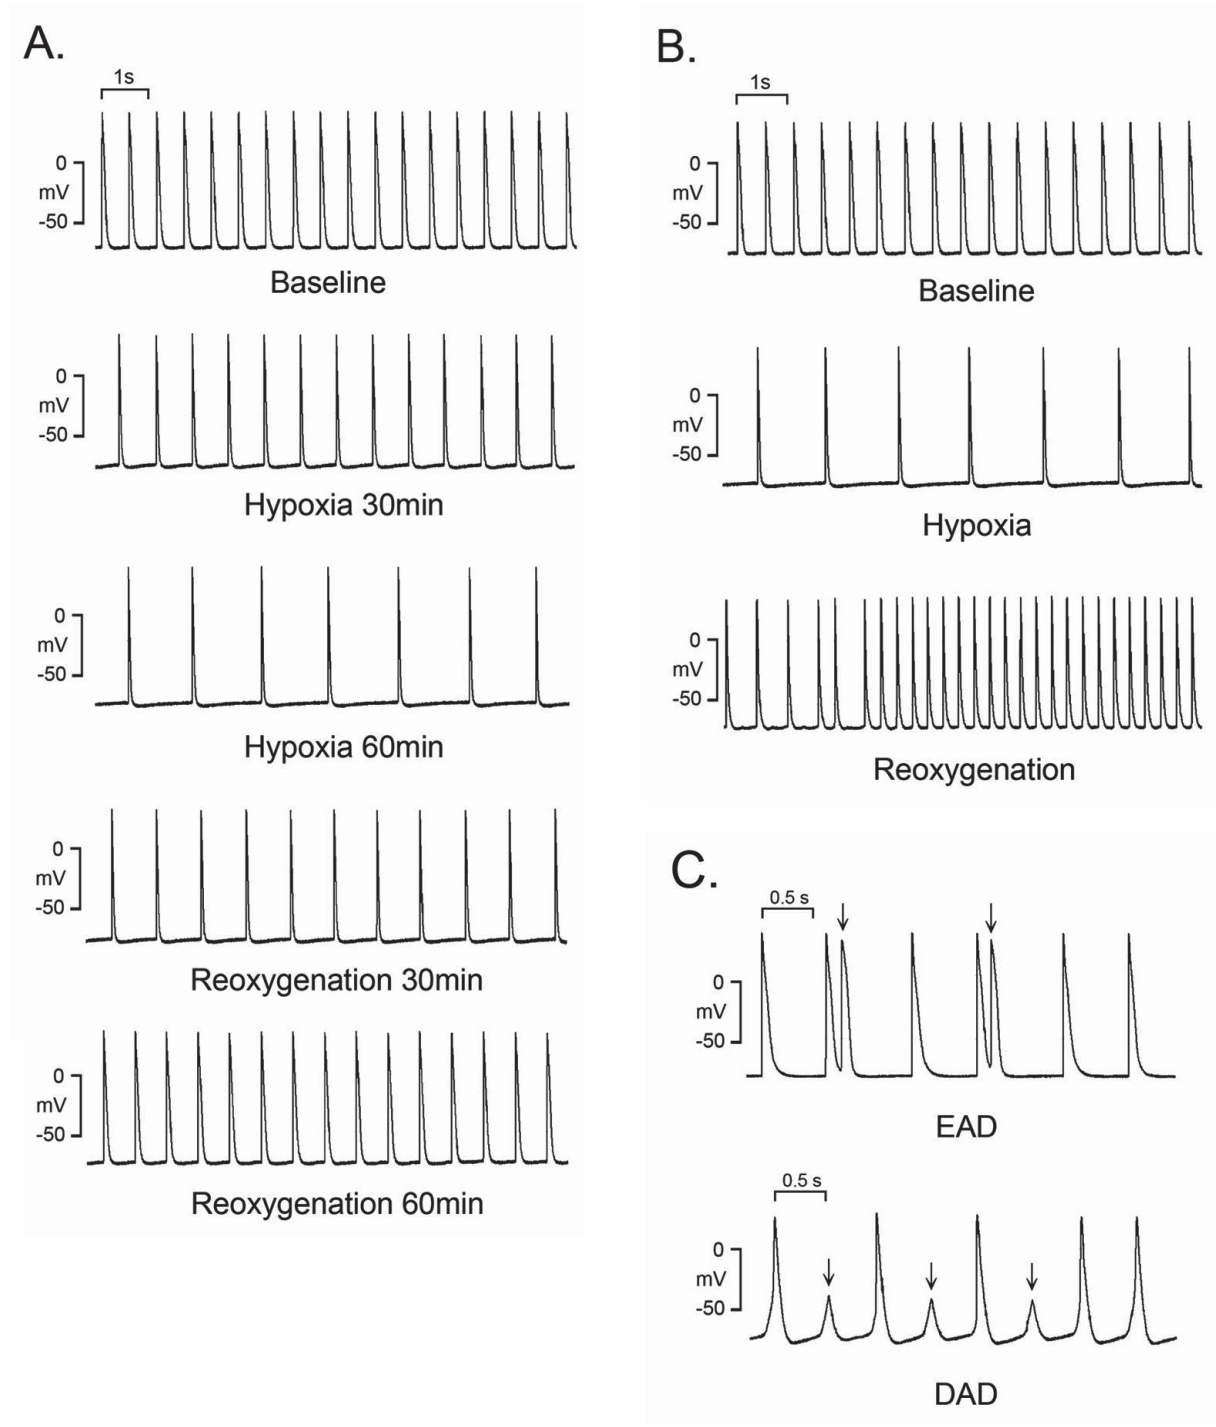 A.
1s
0
mV
-50
Baseline
0
mV
-50
Hypoxia 30min
0
mV
-50
Hypoxia 60min
0
mV
-50
Reoxygenation 30min
0
mV
-50
Reoxygenation 60min
B.
1s
0
mV
-50
Baseline
0
mV
-50
Hypoxia
0
mV
-50
Reoxygenation
C.
0.5 s
0
mV
-50
EAD
0.5 s
0
mV
-50
DAD